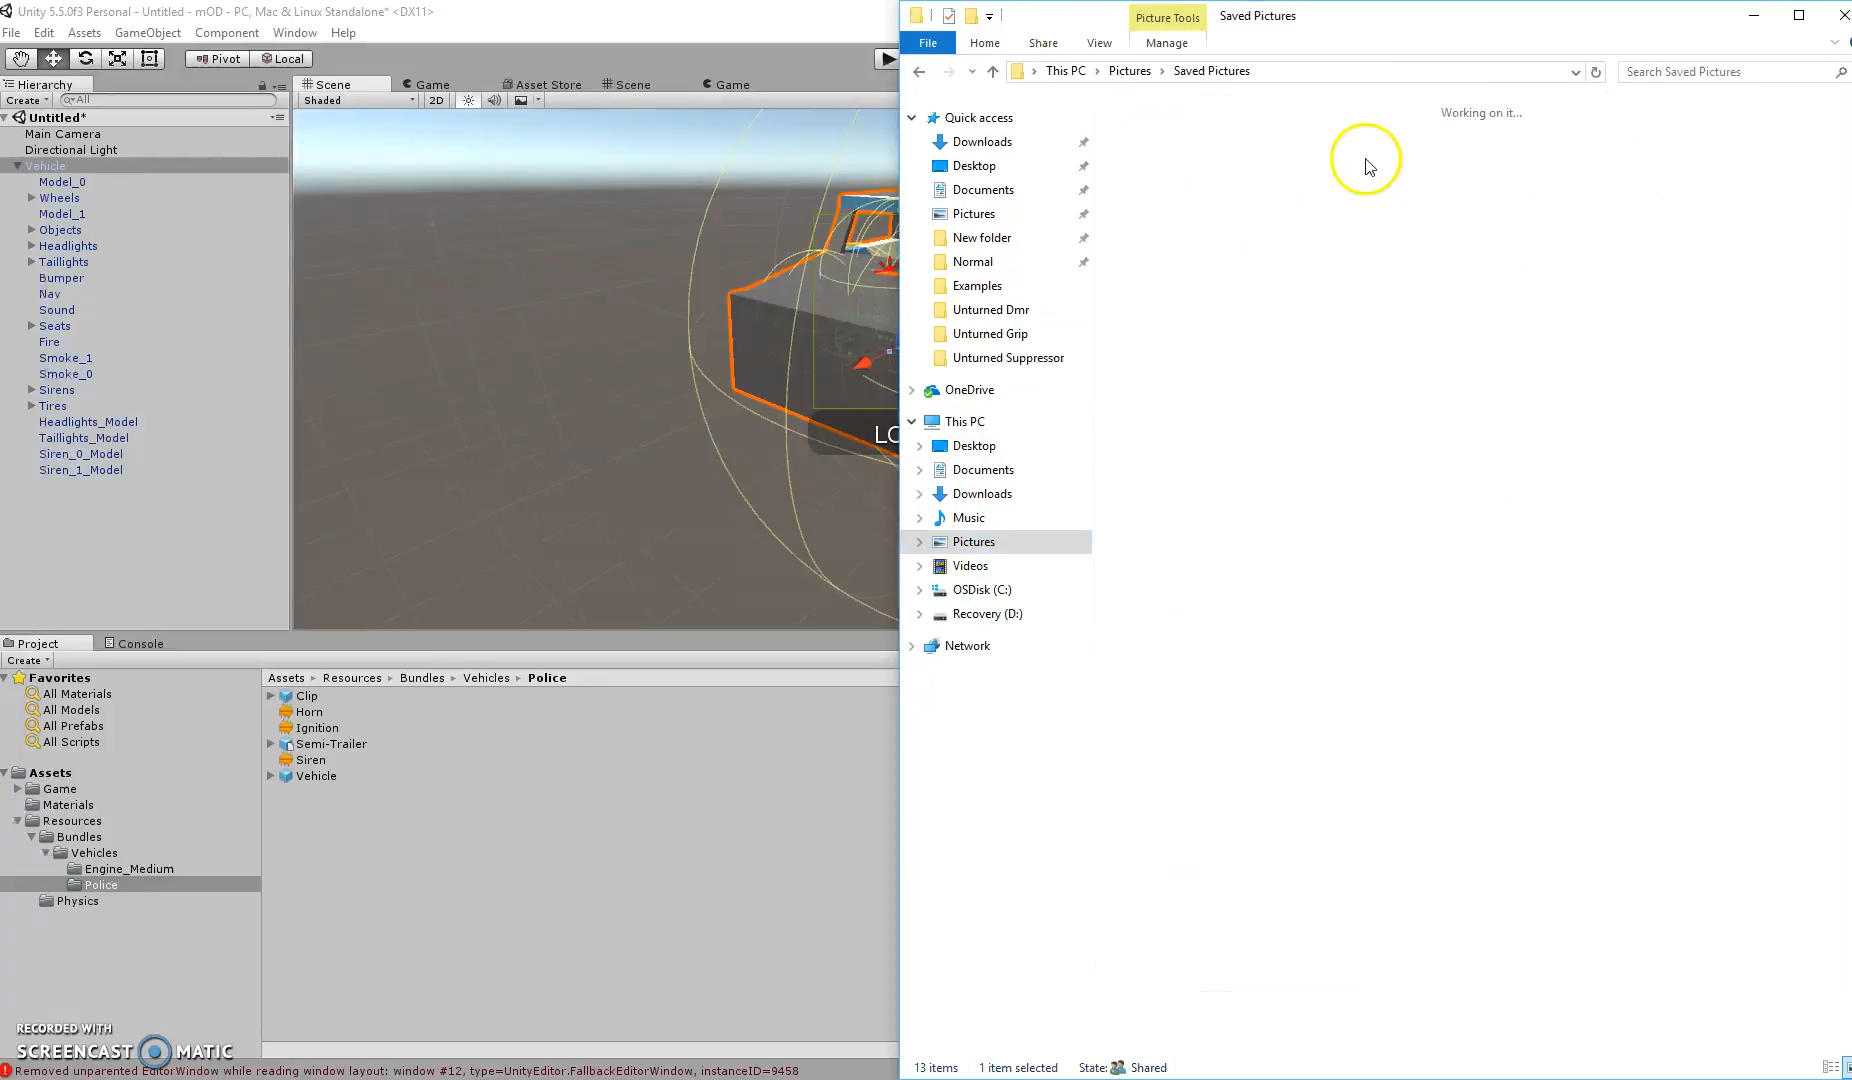 Unity 5.5.0f3 Personal - Untitled - mOD - PC, Mac & Linux Standalone* <DX11>
File Edit Assets GameObject Component Window Help
Pivot Local
Hierarchy
Create All
Untitled*
Main Camera
Directional Light
Vehicle
Model_0
Wheels
Model_1
Objects
Headlights
Taillights
Bumper
Nav
Sound
Seats
Fire
Smoke_1
Smoke_0
Sirens
Tires
Headlights_Model
Taillights_Model
Siren_0_Model
Siren_1_Model
Scene Game Asset Store Scene Game
Shaded 2D
LO
Project Console
Create
Favorites
All Materials
All Models
All Prefabs
All Scripts
Assets
Game
Materials
Resources
Bundles
Vehicles
Engine_Medium
Police
Physics
Assets Resources Bundles Vehicles Police
Clip
Horn
Ignition
Semi-Trailer
Siren
Vehicle
RECORDED WITH
SCREENCAST MATIC
Removed unparented EditorWindow while reading window layout: window #12, type=UnityEditor.FallbackEditorWindow, instanceID=9458
Picture Tools Saved Pictures
File Home Share View Manage
This PC Pictures Saved Pictures
Search Saved Pictures
Working on it...
Quick access
Downloads
Desktop
Documents
Pictures
New folder
Normal
Examples
Unturned Dmr
Unturned Grip
Unturned Suppressor
OneDrive
This PC
Desktop
Documents
Downloads
Music
Pictures
Videos
OSDisk (C:)
Recovery (D:)
Network
13 items 1 item selected State: Shared